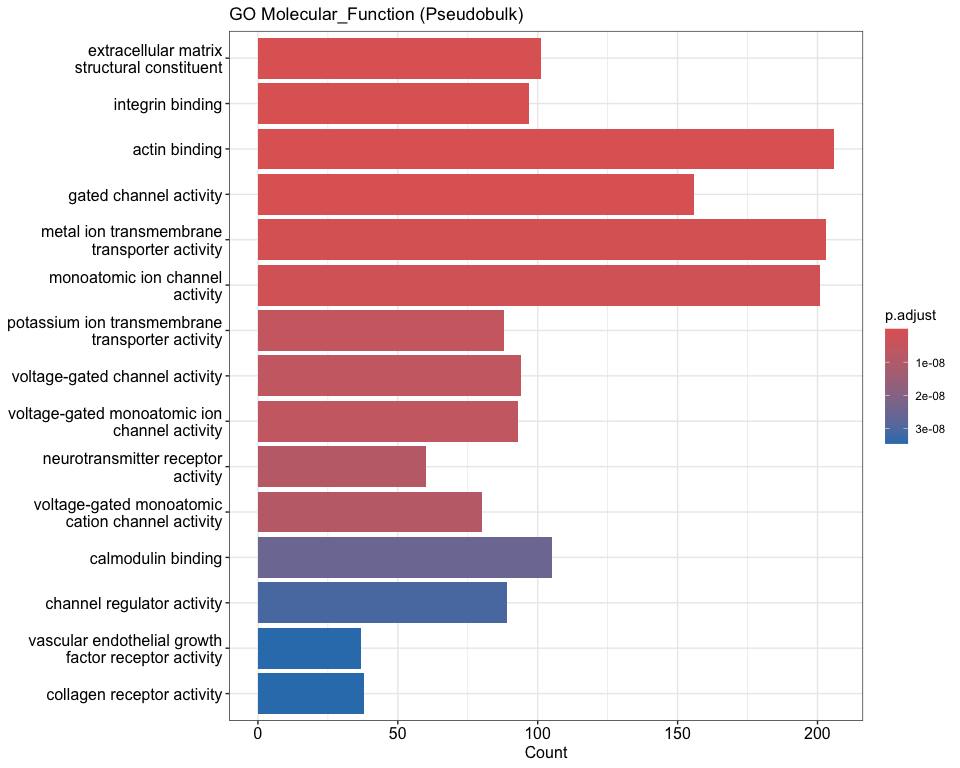 GO Molecular_Function (Pseudobulk)
extracellular matrix
structural constituent
integrin binding
actin binding
gated channel activity
metal ion transmembrane
transporter activity
monoatomic ion channel
activity
potassium ion transmembrane
transporter activity
voltage-gated channel activity
voltage-gated monoatomic ion
channel activity
neurotransmitter receptor
activity
voltage-gated monoatomic
cation channel activity
calmodulin binding
channel regulator activity
vascular endothelial growth
factor receptor activity
collagen receptor activity
0 50 100 150 200
Count
p.adjust
1e-08
2e-08
3e-08